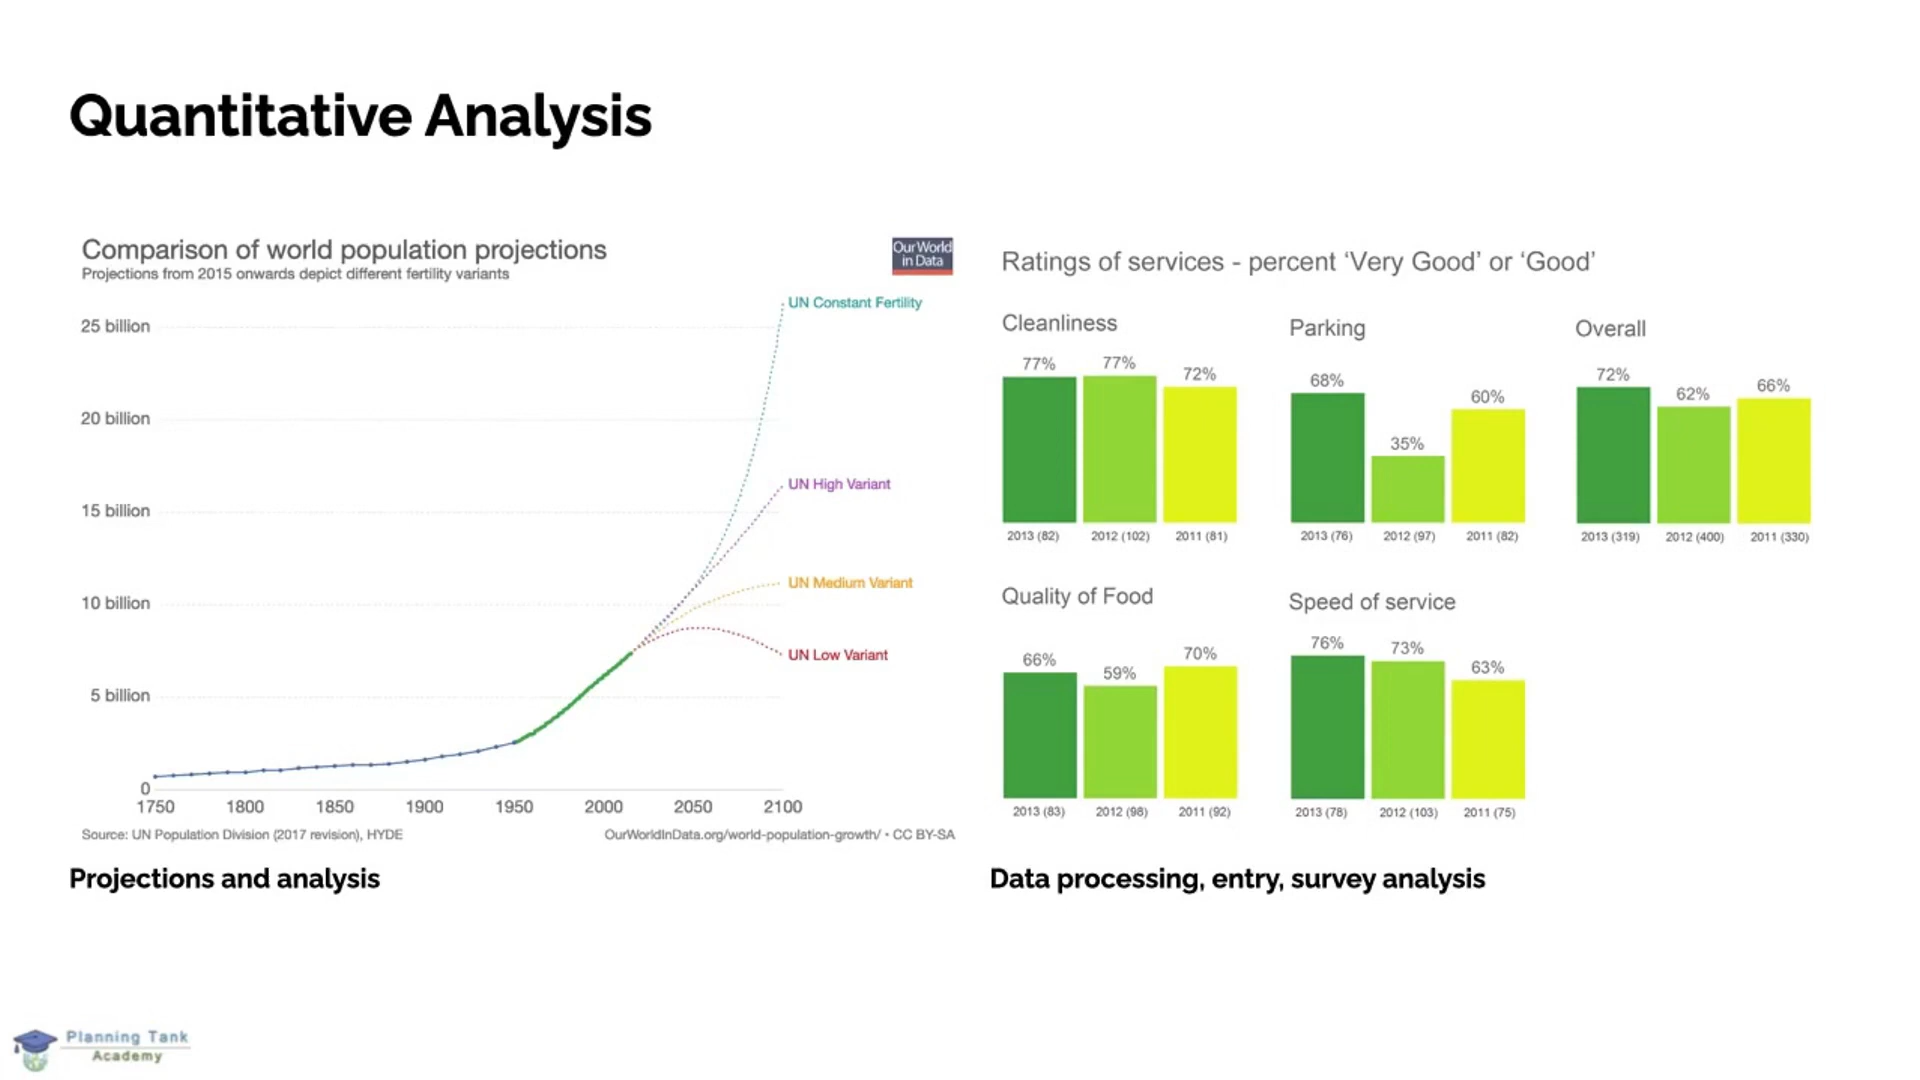 Quantitative Analysis
Comparison of world population projections
Projections from 2015 onwards depict different fertility variants
Our World
in Data
UN Constant Fertility
25 billion
20 billion
UN High Variant
15 billion
UN Medium Variant
10 billion
UN Low Variant
5 billion
0
1750 1800 1850 1900 1950 2000 2050 2100
Source: UN Population Division (2017 revision), HYDE
OurWorldInData.org/world-population-growth/ • CC BY-SA
Projections and analysis
Ratings of services - percent ‘Very Good’ or ‘Good’
Cleanliness
77% 77% 72%
2013 (82) 2012 (102) 2011 (81)
Parking
68% 35% 60%
2013 (76) 2012 (97) 2011 (82)
Overall
72% 62% 66%
2013 (319) 2012 (400) 2011 (330)
Quality of Food
66% 59% 70%
2013 (83) 2012 (98) 2011 (92)
Speed of service
76% 73% 63%
2013 (78) 2012 (103) 2011 (75)
Data processing, entry, survey analysis
Planning Tank
Academy